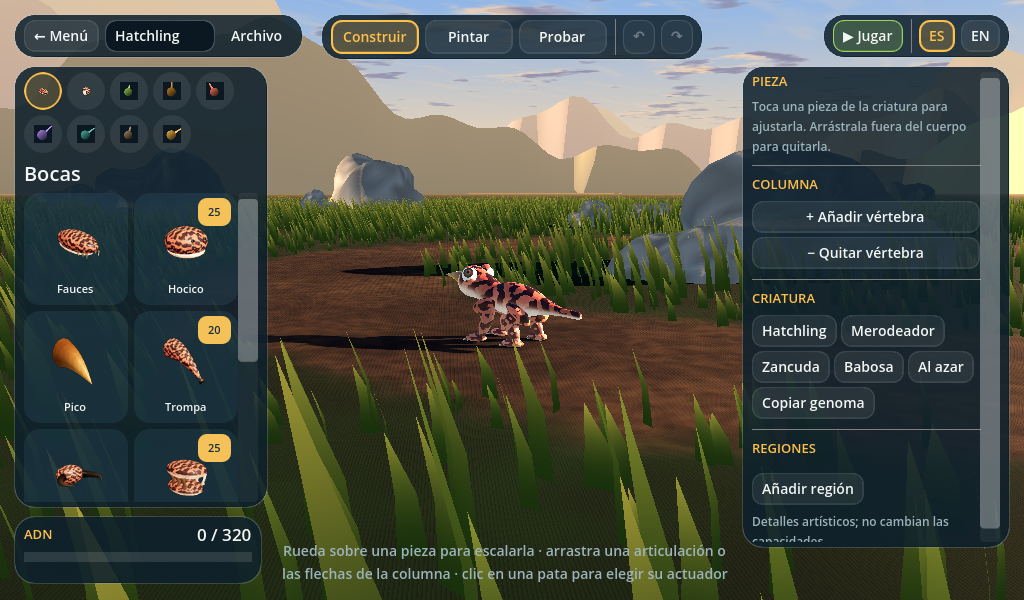 ← Menú
Hatchling
Archivo
Construir
Pintar
Probar
▶ Jugar
ES
EN
Bocas
25
Fauces
Hocico
20
Pico
Trompa
25
ADN
0 / 320
PIEZA
Toca una pieza de la criatura para
ajustarla. Arrástrala fuera del cuerpo
para quitarla.
COLUMNA
+ Añadir vértebra
− Quitar vértebra
CRIATURA
Hatchling
Merodeador
Zancuda
Babosa
Al azar
Copiar genoma
REGIONES
Añadir región
Detalles artísticos; no cambian las
capacidades.
Rueda sobre una pieza para escalarla · arrastra una articulación o
las flechas de la columna · clic en una pata para elegir su actuador